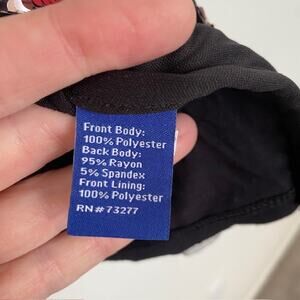 Front Body:
100% Polyester
Back Body:
95% Rayon
5% Spandex
Front Lining:
100% Polyester
RN# 73277